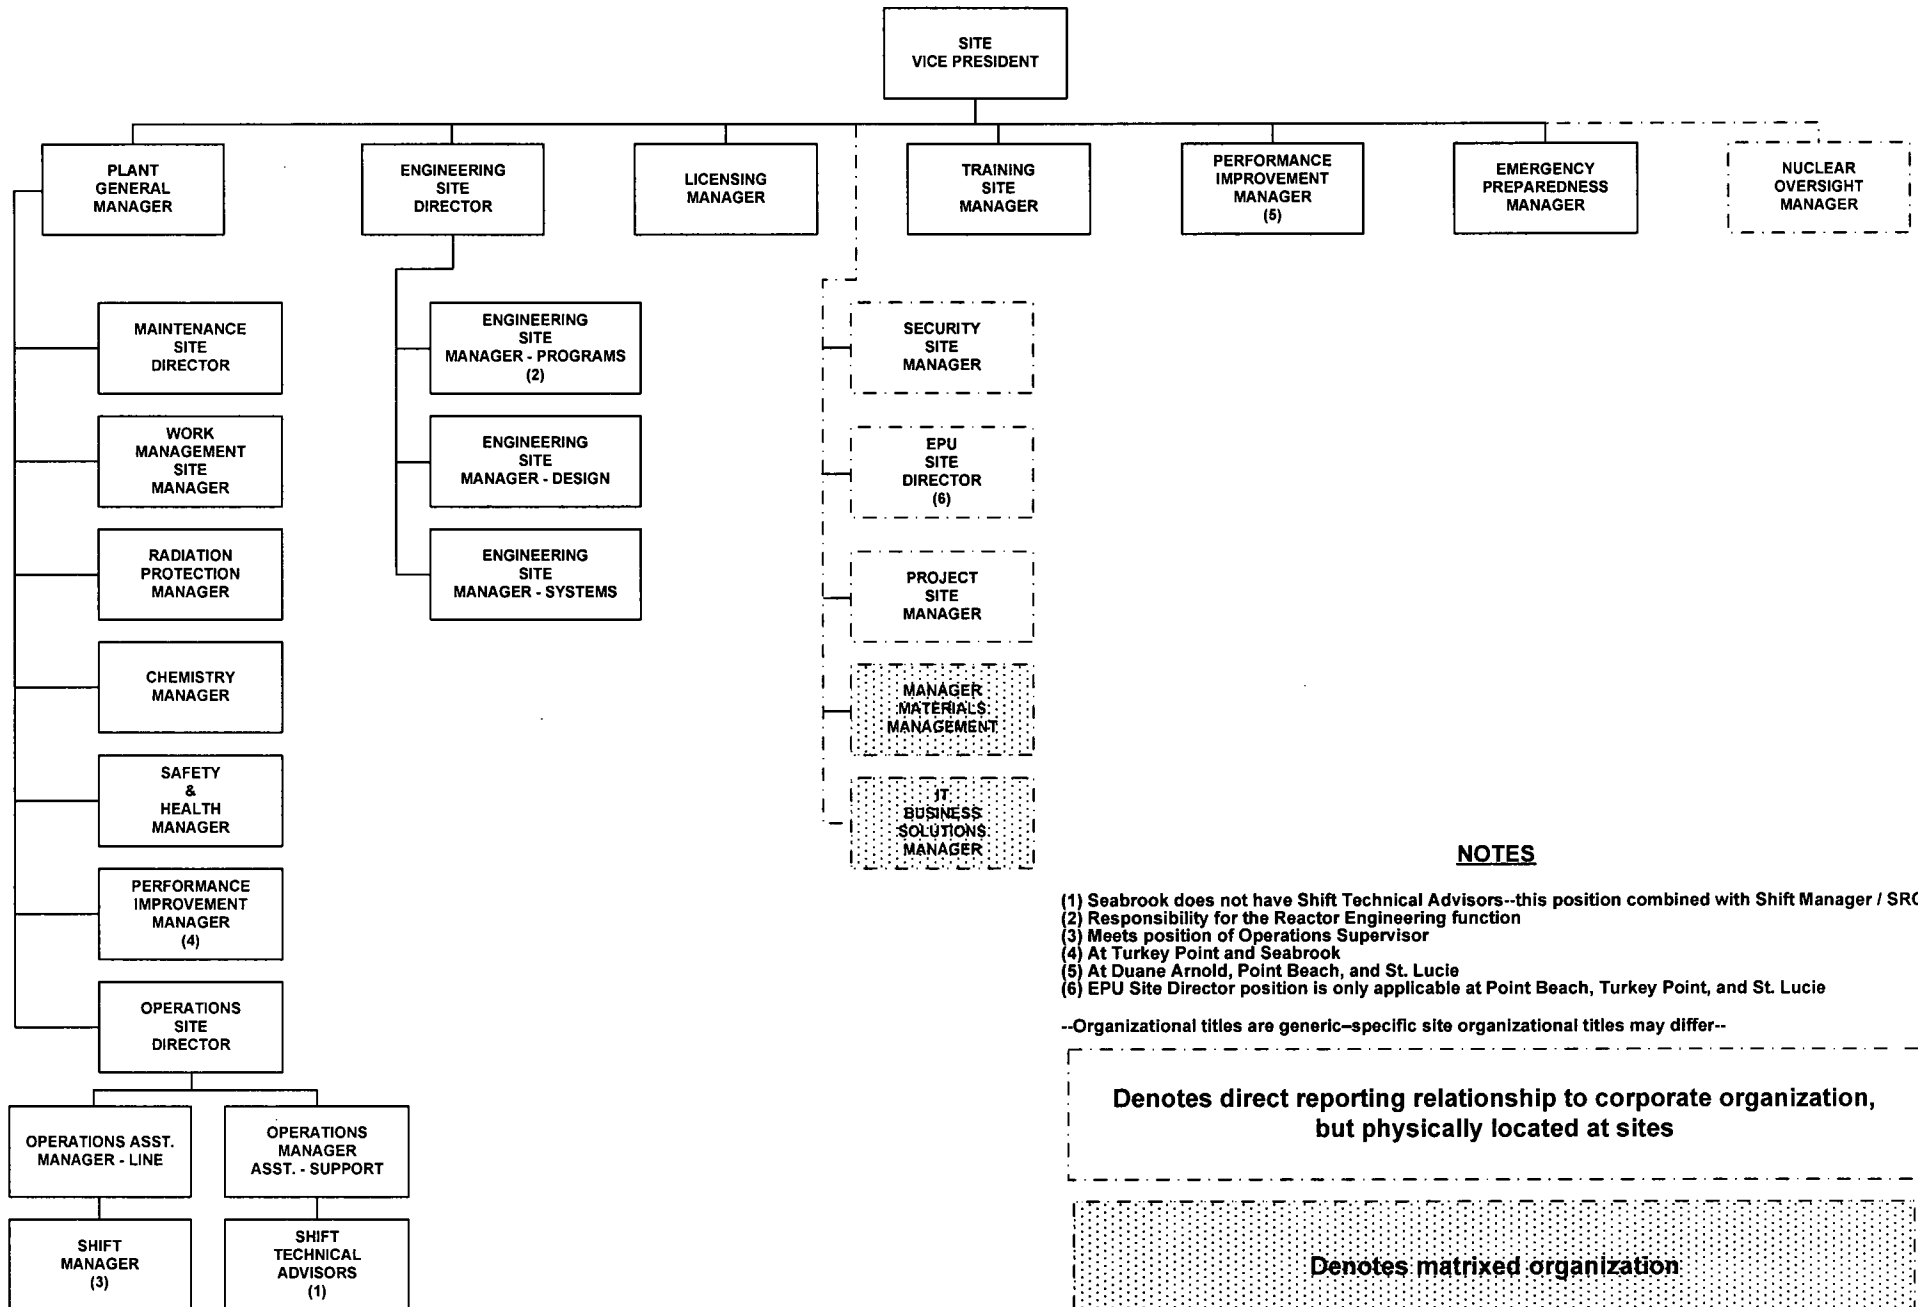 SITE
VICE PRESIDENT
PLANT
GENERAL
MANAGER
ENGINEERING
SITE
DIRECTOR
LICENSING
MANAGER
TRAINING
SITE
MANAGER
PERFORMANCE
IMPROVEMENT
MANAGER
(5)
EMERGENCY
PREPAREDNESS
MANAGER
NUCLEAR
OVERSIGHT
MANAGER
MAINTENANCE
SITE
DIRECTOR
WORK
MANAGEMENT
SITE
MANAGER
RADIATION
PROTECTION
MANAGER
CHEMISTRY
MANAGER
SAFETY
&
HEALTH
MANAGER
PERFORMANCE
IMPROVEMENT
MANAGER
(4)
OPERATIONS
SITE
DIRECTOR
OPERATIONS ASST.
MANAGER - LINE
OPERATIONS
MANAGER
ASST. - SUPPORT
SHIFT
MANAGER
(3)
SHIFT
TECHNICAL
ADVISORS
(1)
ENGINEERING
SITE
MANAGER - PROGRAMS
(2)
ENGINEERING
SITE
MANAGER - DESIGN
ENGINEERING
SITE
MANAGER - SYSTEMS
SECURITY
SITE
MANAGER
EPU
SITE
DIRECTOR
(6)
PROJECT
SITE
MANAGER
MANAGER
MATERIALS
MANAGEMENT
IT
BUSINESS
SOLUTIONS
MANAGER
NOTES
(1) Seabrook does not have Shift Technical Advisors--this position combined with Shift Manager / SRO
(2) Responsibility for the Reactor Engineering function
(3) Meets position of Operations Supervisor
(4) At Turkey Point and Seabrook
(5) At Duane Arnold, Point Beach, and St. Lucie
(6) EPU Site Director position is only applicable at Point Beach, Turkey Point, and St. Lucie
--Organizational titles are generic–specific site organizational titles may differ--
Denotes direct reporting relationship to corporate organization,
but physically located at sites
Denotes matrixed organization